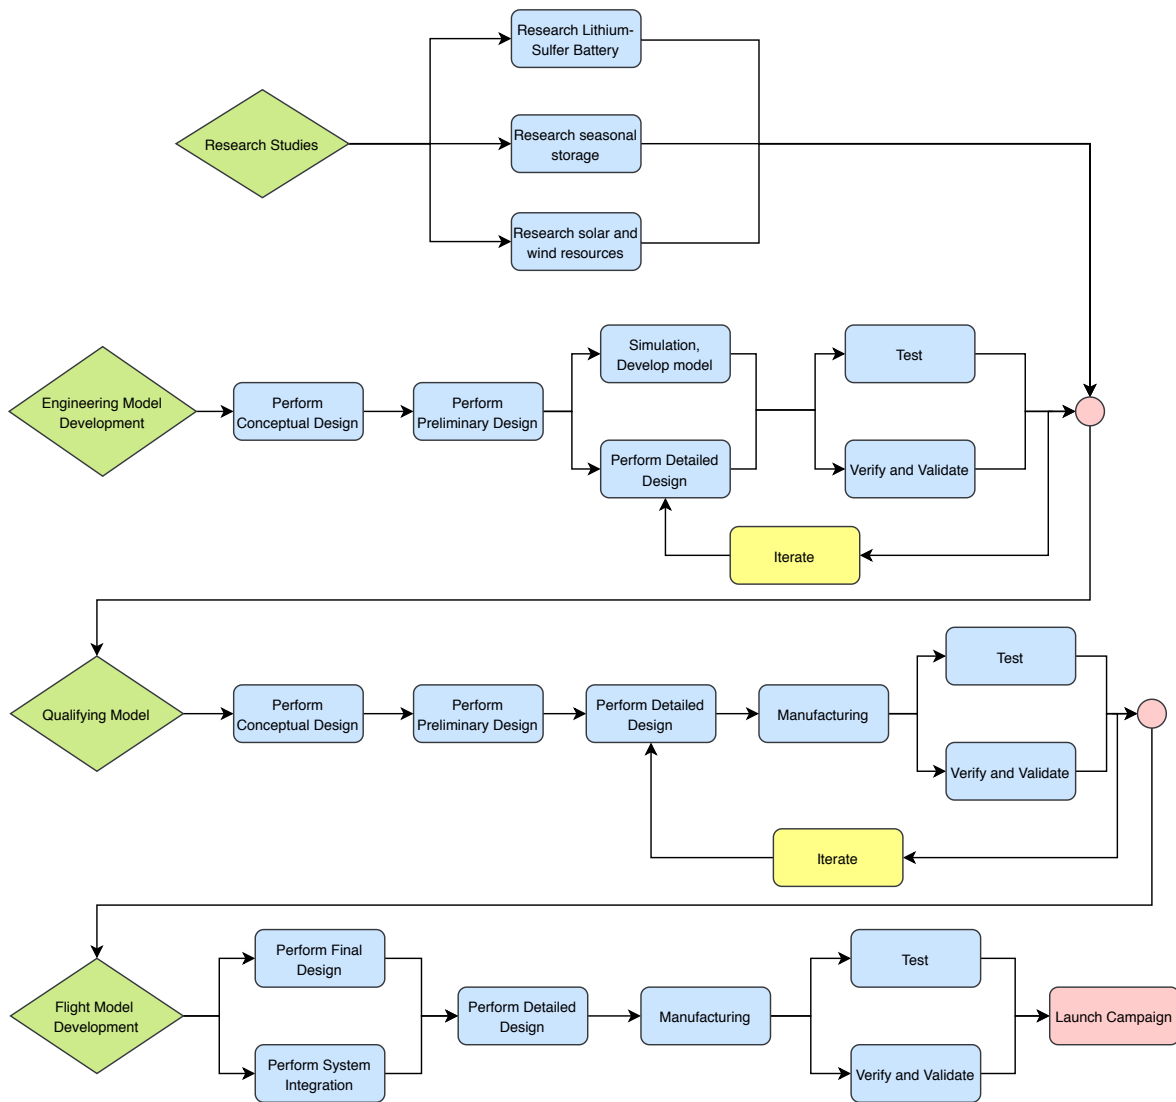 Research Lithium-
Sulfer Battery
Research Studies
Research seasonal
storage
Research solar and
wind resources
Engineering Model
Development
Perform
Conceptual Design
Perform
Preliminary Design
Simulation,
Develop model
Perform Detailed
Design
Test
Verify and Validate
Iterate
Qualifying Model
Perform
Conceptual Design
Perform
Preliminary Design
Perform Detailed
Design
Manufacturing
Test
Verify and Validate
Iterate
Flight Model
Development
Perform Final
Design
Perform System
Integration
Perform Detailed
Design
Manufacturing
Test
Verify and Validate
Launch Campaign